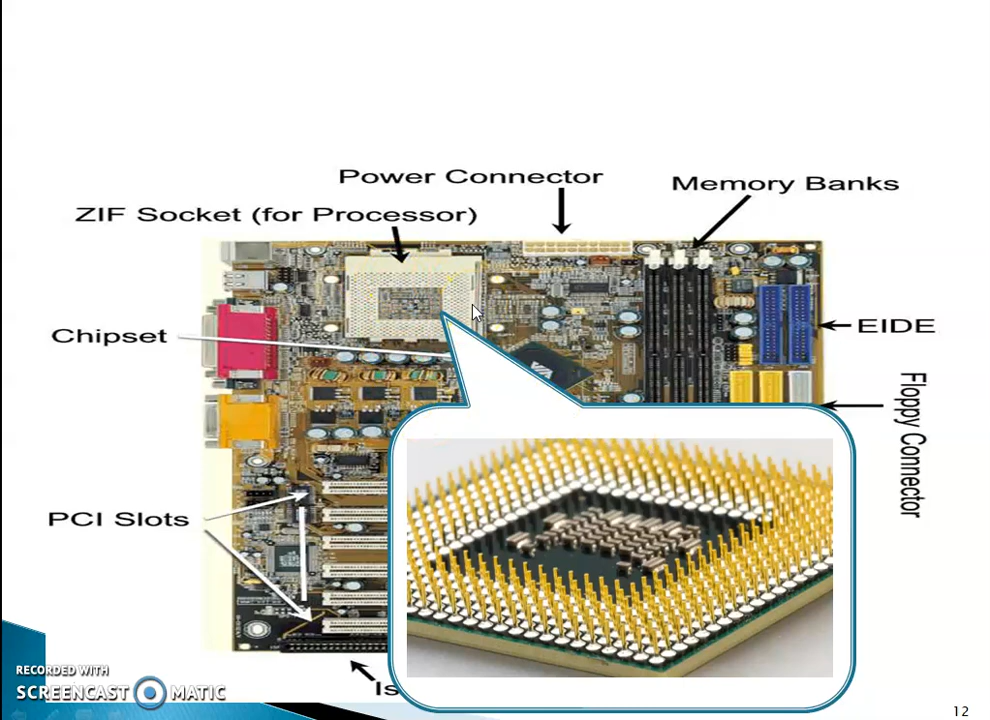 Power Connector
Memory Banks
ZIF Socket (for Processor)
Chipset
EIDE
Floppy Connector
PCI Slots
Is
RECORDED WITH
SCREENCAST MATIC
12